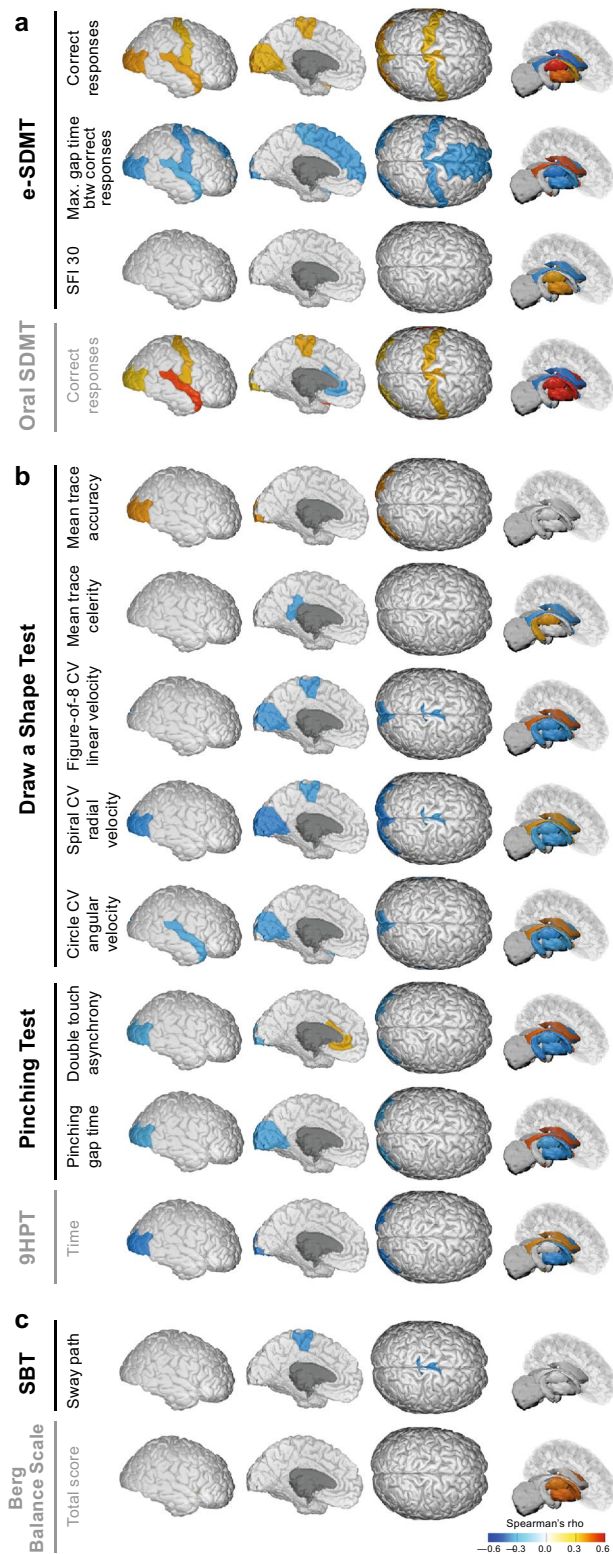 a
e-SDMT
Correct
responses
Max. gap time
btw correct
responses
SFI 30
Oral SDMT
Correct
responses
b
Draw a Shape Test
Mean trace
accuracy
Mean trace
celerity
Figure-of-8 CV
linear velocity
Spiral CV
radial
velocity
Circle CV
angular
velocity
Pinching Test
Double touch
asynchrony
Pinching
gap time
9HPT
Time
c
SBT
Sway path
Berg
Balance Scale
Total score
Spearman's rho
−0.6 −0.3 0.0 0.3 0.6